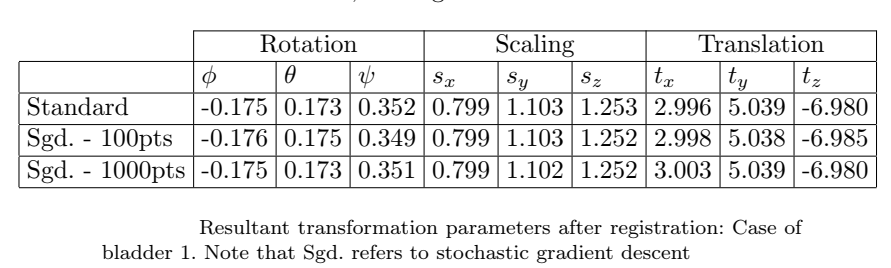 Rotation Scaling Translation
ϕ θ ψ s_x s_y s_z t_x t_y t_z
Standard -0.175 0.173 0.352 0.799 1.103 1.253 2.996 5.039 -6.980
Sgd. - 100pts -0.176 0.175 0.349 0.799 1.103 1.252 2.998 5.038 -6.985
Sgd. - 1000pts -0.175 0.173 0.351 0.799 1.102 1.252 3.003 5.039 -6.980
Resultant transformation parameters after registration: Case of
bladder 1. Note that Sgd. refers to stochastic gradient descent